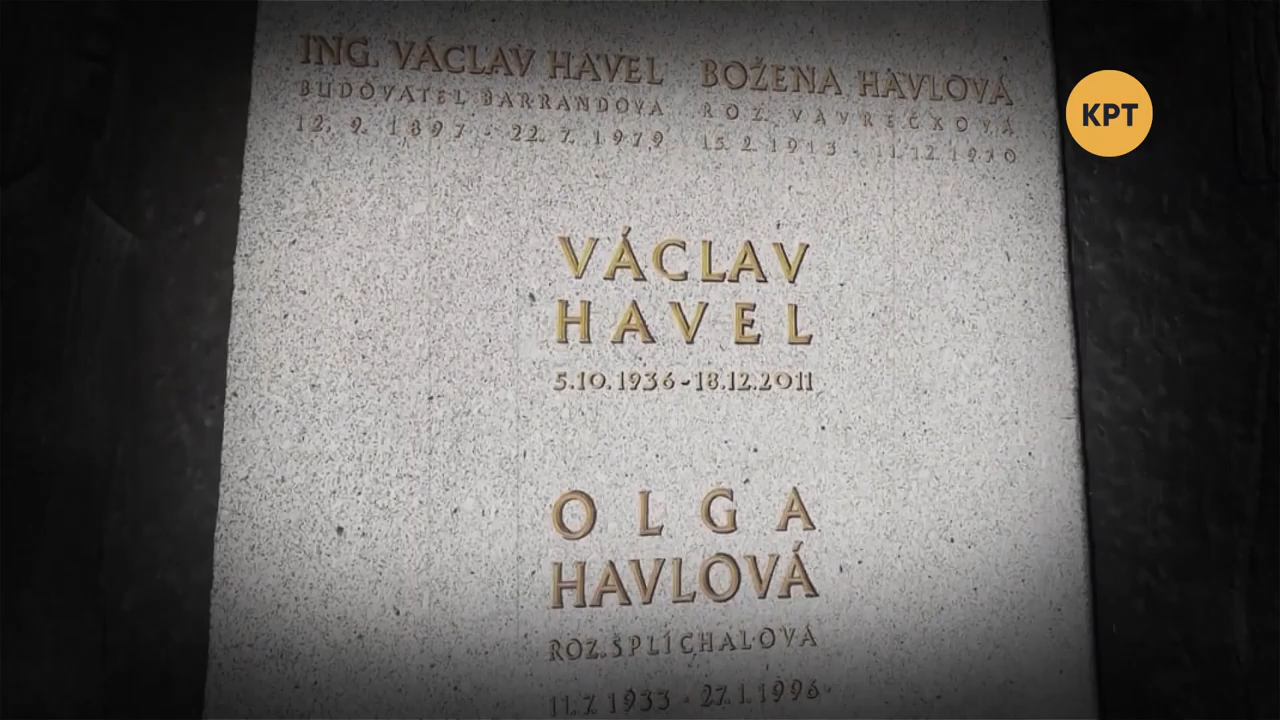 ING. VÁCLAV HAVEL
BUDOVATEL BARRANDOVA
12. 9. 1897 - 22. 7. 1979
BOŽENA HAVLOVÁ
ROZ. VAVREČKOVÁ
15. 2. 1913 - 11. 12. 1970
KPT
VÁCLAV
HAVEL
5.10.1936-18.12.2011
OLGA
HAVLOVÁ
ROZ. ŠPLÍCHALOVÁ
11.7.1933 - 27.1.1996